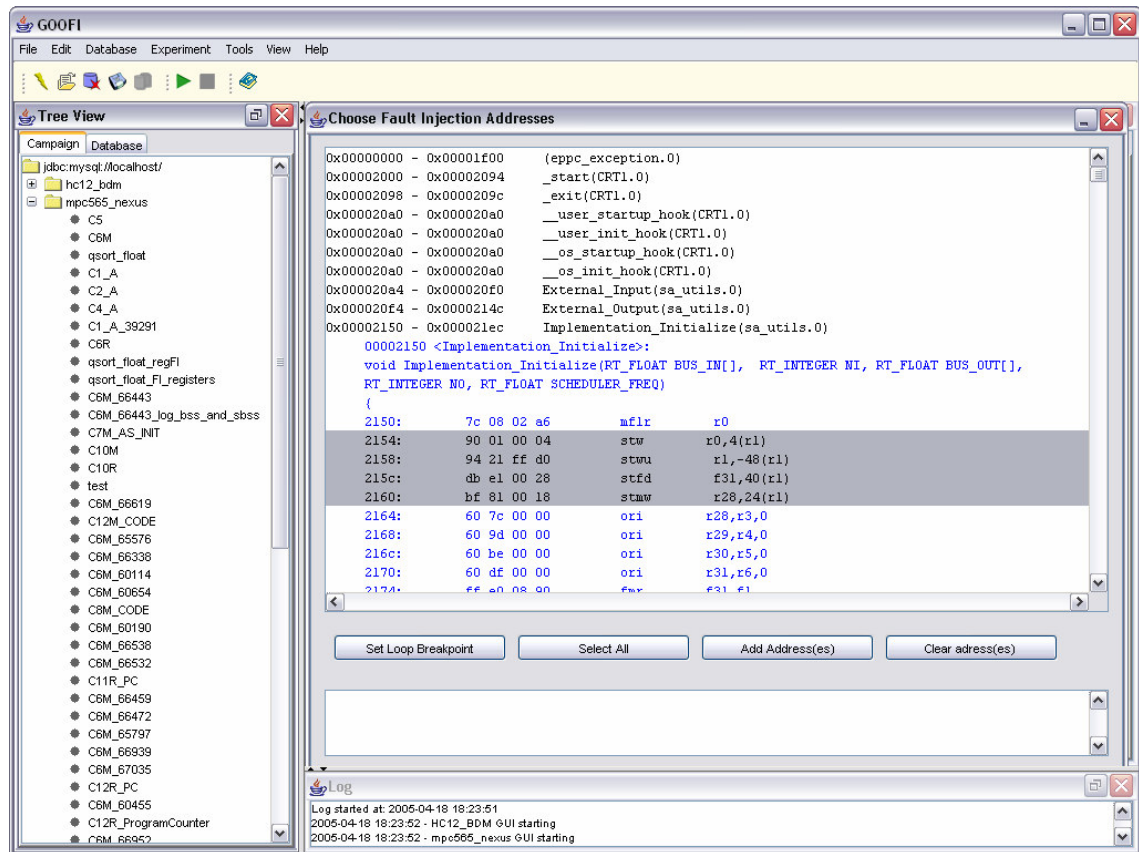 GOOFI
File Edit Database Experiment Tools View Help
Tree View
Campaign Database
jdbc:mysql://localhost/
hc12_bdm
mpc565_nexus
C5
C6M
qsort_float
C1_A
C2_A
C4_A
C1_A_39291
C6R
qsort_float_regFI
qsort_float_FI_registers
C6M_66443
C6M_66443_log_bss_and_sbss
C7M_AS_INIT
C10M
C10R
test
C6M_66619
C12M_CODE
C6M_65576
C6M_66338
C6M_60114
C6M_60654
C8M_CODE
C6M_60190
C6M_66538
C6M_66532
C11R_PC
C6M_66459
C6M_66472
C6M_65797
C6M_66939
C6M_67035
C12R_PC
C6M_60455
C12R_ProgramCounter
C6M_66952
Choose Fault Injection Addresses
0x00000000 - 0x00001f00 (eppc_exception.0)
0x00002000 - 0x00002094 _start(CRT1.0)
0x00002098 - 0x0000209c _exit(CRT1.0)
0x000020a0 - 0x000020a0 __user_startup_hook(CRT1.0)
0x000020a0 - 0x000020a0 __user_init_hook(CRT1.0)
0x000020a0 - 0x000020a0 __os_startup_hook(CRT1.0)
0x000020a0 - 0x000020a0 __os_init_hook(CRT1.0)
0x000020a4 - 0x000020f0 External_Input(sa_utils.0)
0x000020f4 - 0x0000214c External_Output(sa_utils.0)
0x00002150 - 0x000021ec Implementation_Initialize(sa_utils.0)
00002150 <Implementation_Initialize>:
void Implementation_Initialize(RT_FLOAT BUS_IN[], RT_INTEGER NI, RT_FLOAT BUS_OUT[],
RT_INTEGER NO, RT_FLOAT SCHEDULER_FREQ)
{
2150: 7c 08 02 a6 mflr r0
2154: 90 01 00 04 stw r0,4(r1)
2158: 94 21 ff d0 stwu r1,-48(r1)
215c: db e1 00 28 stfd f31,40(r1)
2160: bf 81 00 18 stmw r28,24(r1)
2164: 60 7c 00 00 ori r28,r3,0
2168: 60 9d 00 00 ori r29,r4,0
216c: 60 be 00 00 ori r30,r5,0
2170: 60 df 00 00 ori r31,r6,0
2174: ff e0 08 90 fmr f31,f1
Set Loop Breakpoint Select All Add Address(es) Clear adress(es)
Log
Log started at: 2005-04-18 18:23:51
2005-04-18 18:23:52 - HC12_BDM GUI starting
2005-04-18 18:23:52 - mpc565_nexus GUI starting